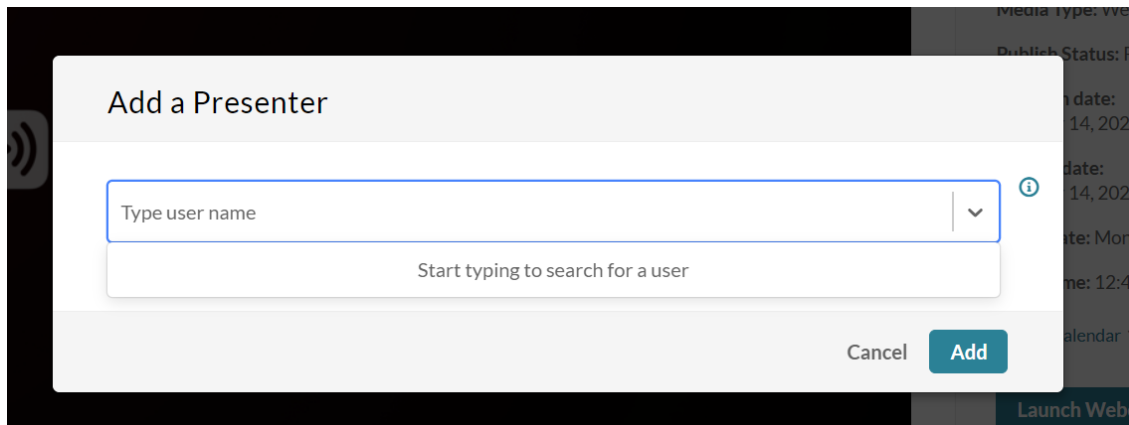 Media Type: We
Publish Status:
Add a Presenter
date:
14, 202
date:
Type user name
14, 202
Mon
Start typing to search for a user
me: 12:4
Cancel
Add
alendar
Launch Web